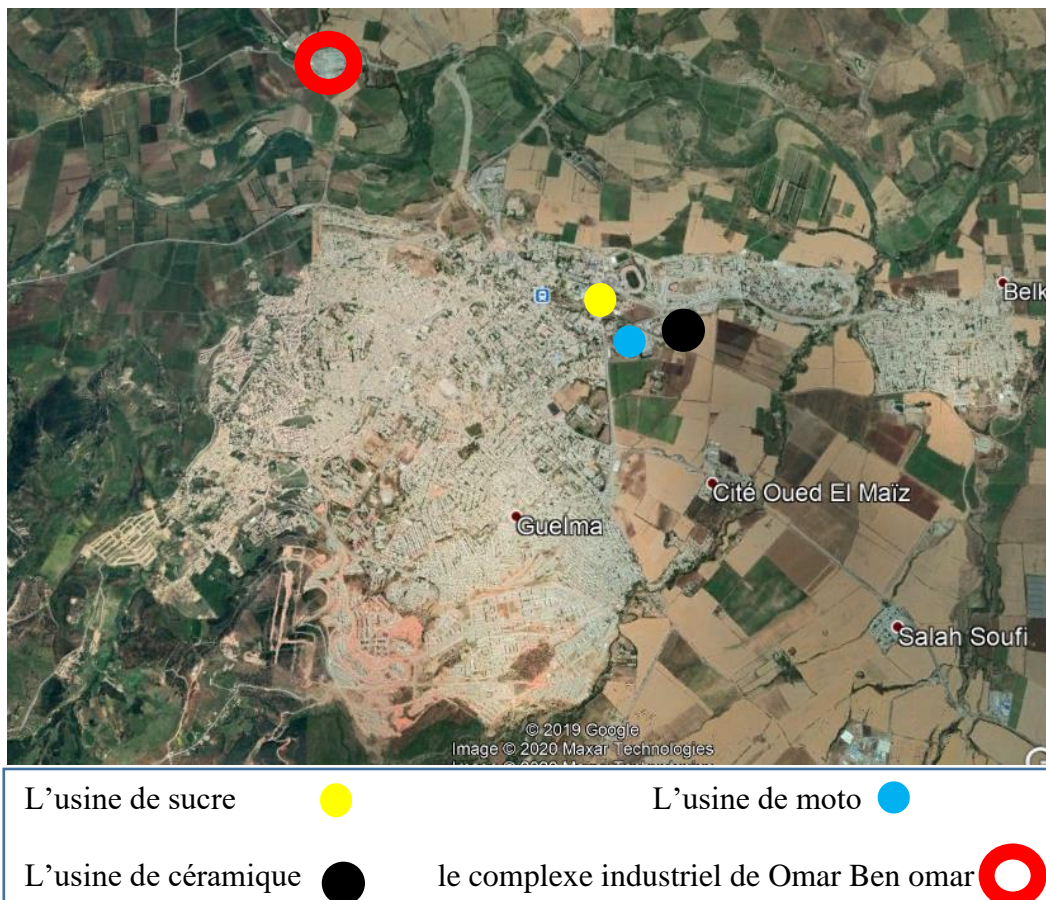 Belk
Cité Oued El Maïz
Guelma
Salah Soufi
© 2019 Google
Image © 2020 Maxar Technologies
L'usine de sucre
L'usine de moto
L'usine de céramique
le complexe industriel de Omar Ben omar